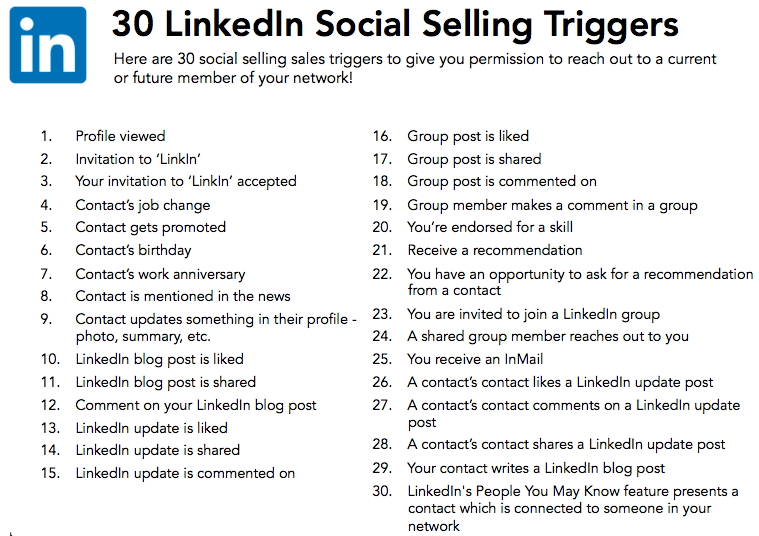 in
30 LinkedIn Social Selling Triggers
Here are 30 social selling sales triggers to give you permission to reach out to a current
or future member of your network!
1. Profile viewed
2. Invitation to ‘LinkIn’
3. Your invitation to ‘LinkIn’ accepted
4. Contact’s job change
5. Contact gets promoted
6. Contact’s birthday
7. Contact’s work anniversary
8. Contact is mentioned in the news
9. Contact updates something in their profile -
photo, summary, etc.
10. LinkedIn blog post is liked
11. LinkedIn blog post is shared
12. Comment on your LinkedIn blog post
13. LinkedIn update is liked
14. LinkedIn update is shared
15. LinkedIn update is commented on
16. Group post is liked
17. Group post is shared
18. Group post is commented on
19. Group member makes a comment in a group
20. You’re endorsed for a skill
21. Receive a recommendation
22. You have an opportunity to ask for a recommendation
from a contact
23. You are invited to join a LinkedIn group
24. A shared group member reaches out to you
25. You receive an InMail
26. A contact’s contact likes a LinkedIn update post
27. A contact’s contact comments on a LinkedIn update
post
28. A contact’s contact shares a LinkedIn update post
29. Your contact writes a LinkedIn blog post
30. LinkedIn's People You May Know feature presents a
contact which is connected to someone in your
network